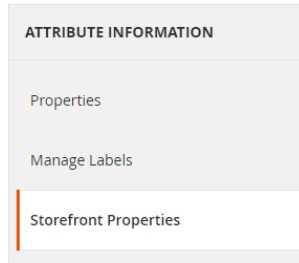 ATTRIBUTE INFORMATION
Properties
Manage Labels
Storefront Properties